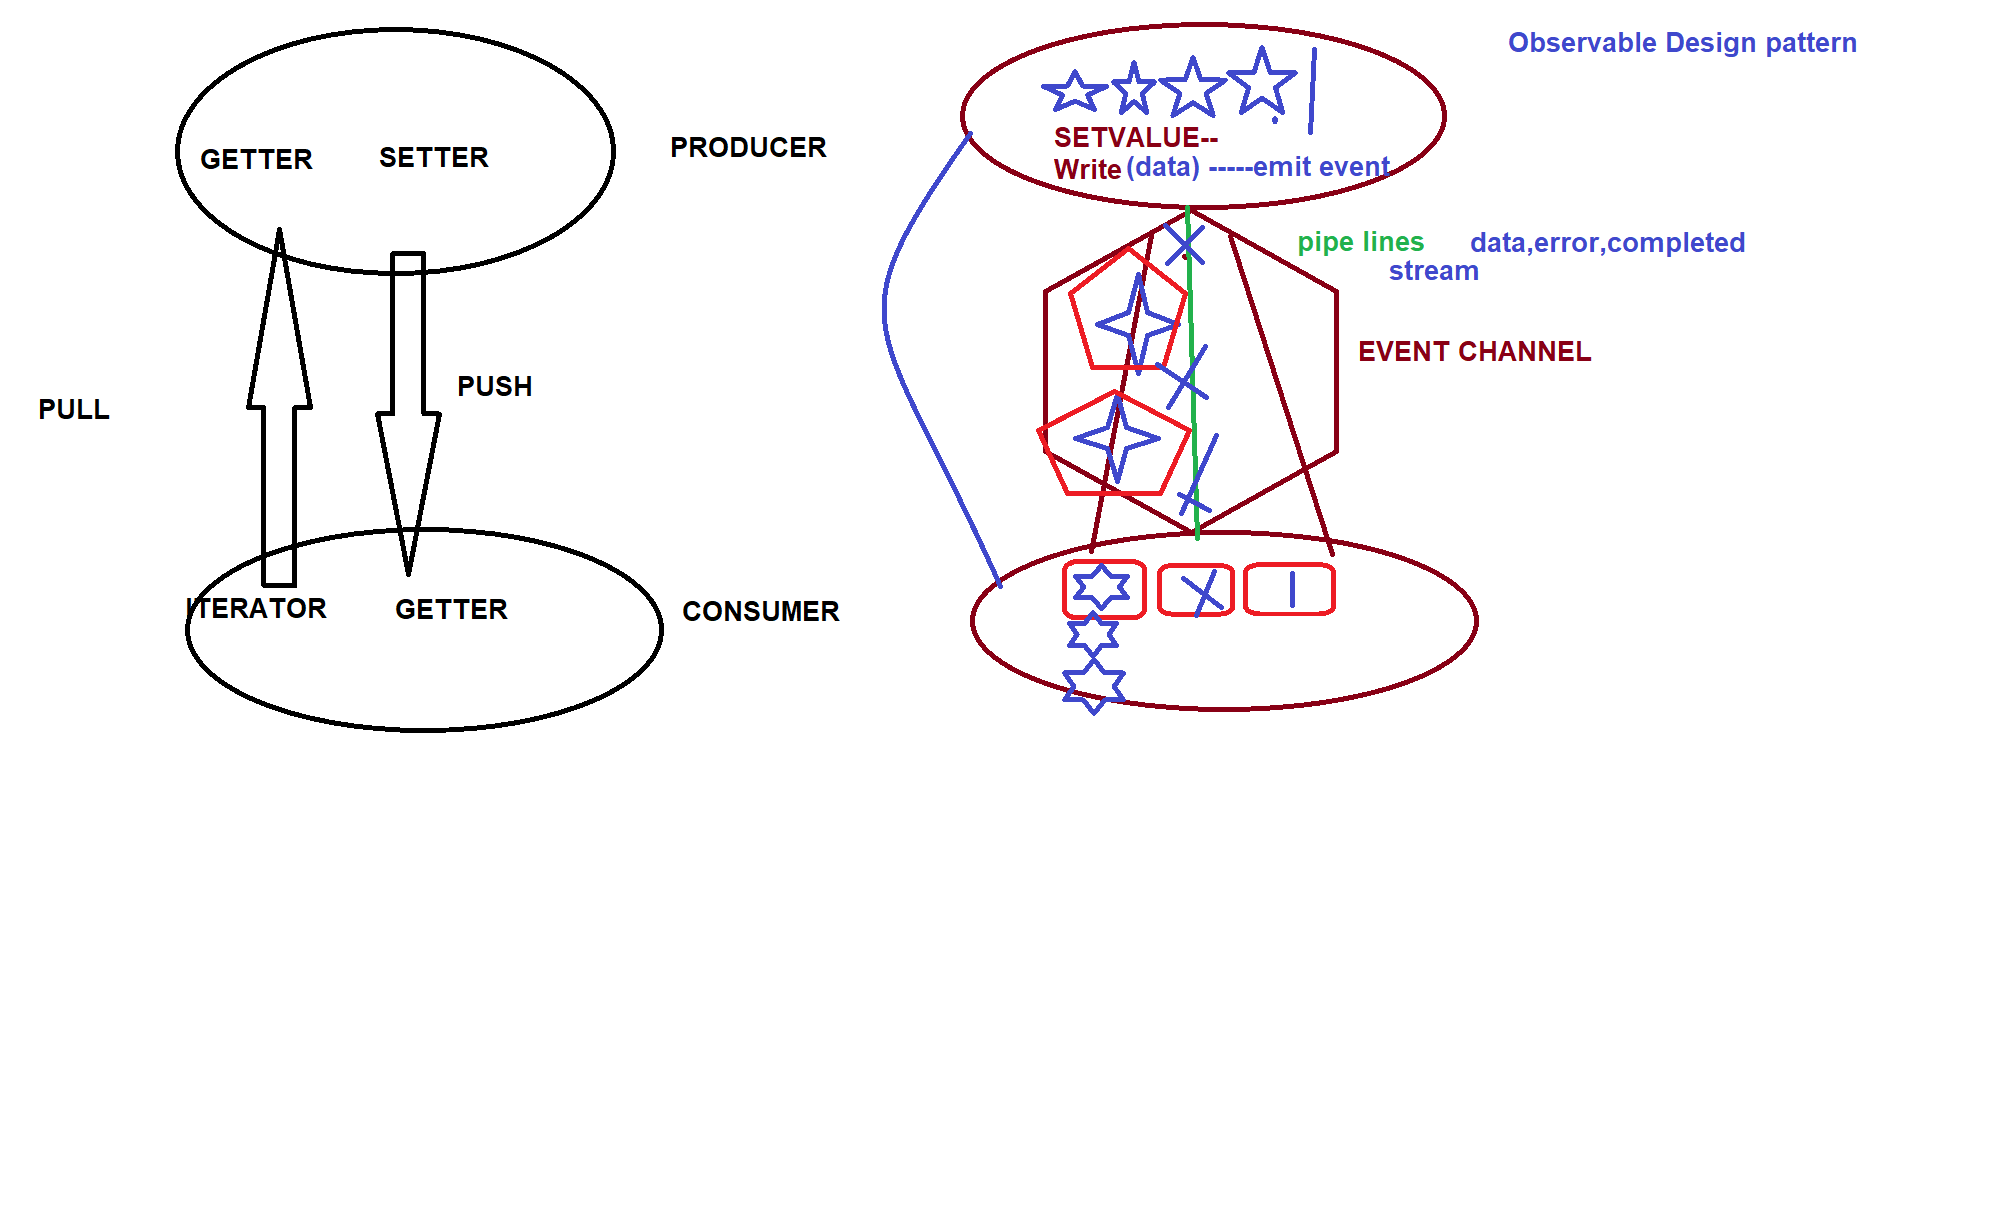 Observable Design pattern
GETTER
SETTER
PRODUCER
SETVALUE--
Write(data) -----emit event
pipe lines
data,error,completed
stream
EVENT CHANNEL
PULL
PUSH
ITERATOR
GETTER
CONSUMER